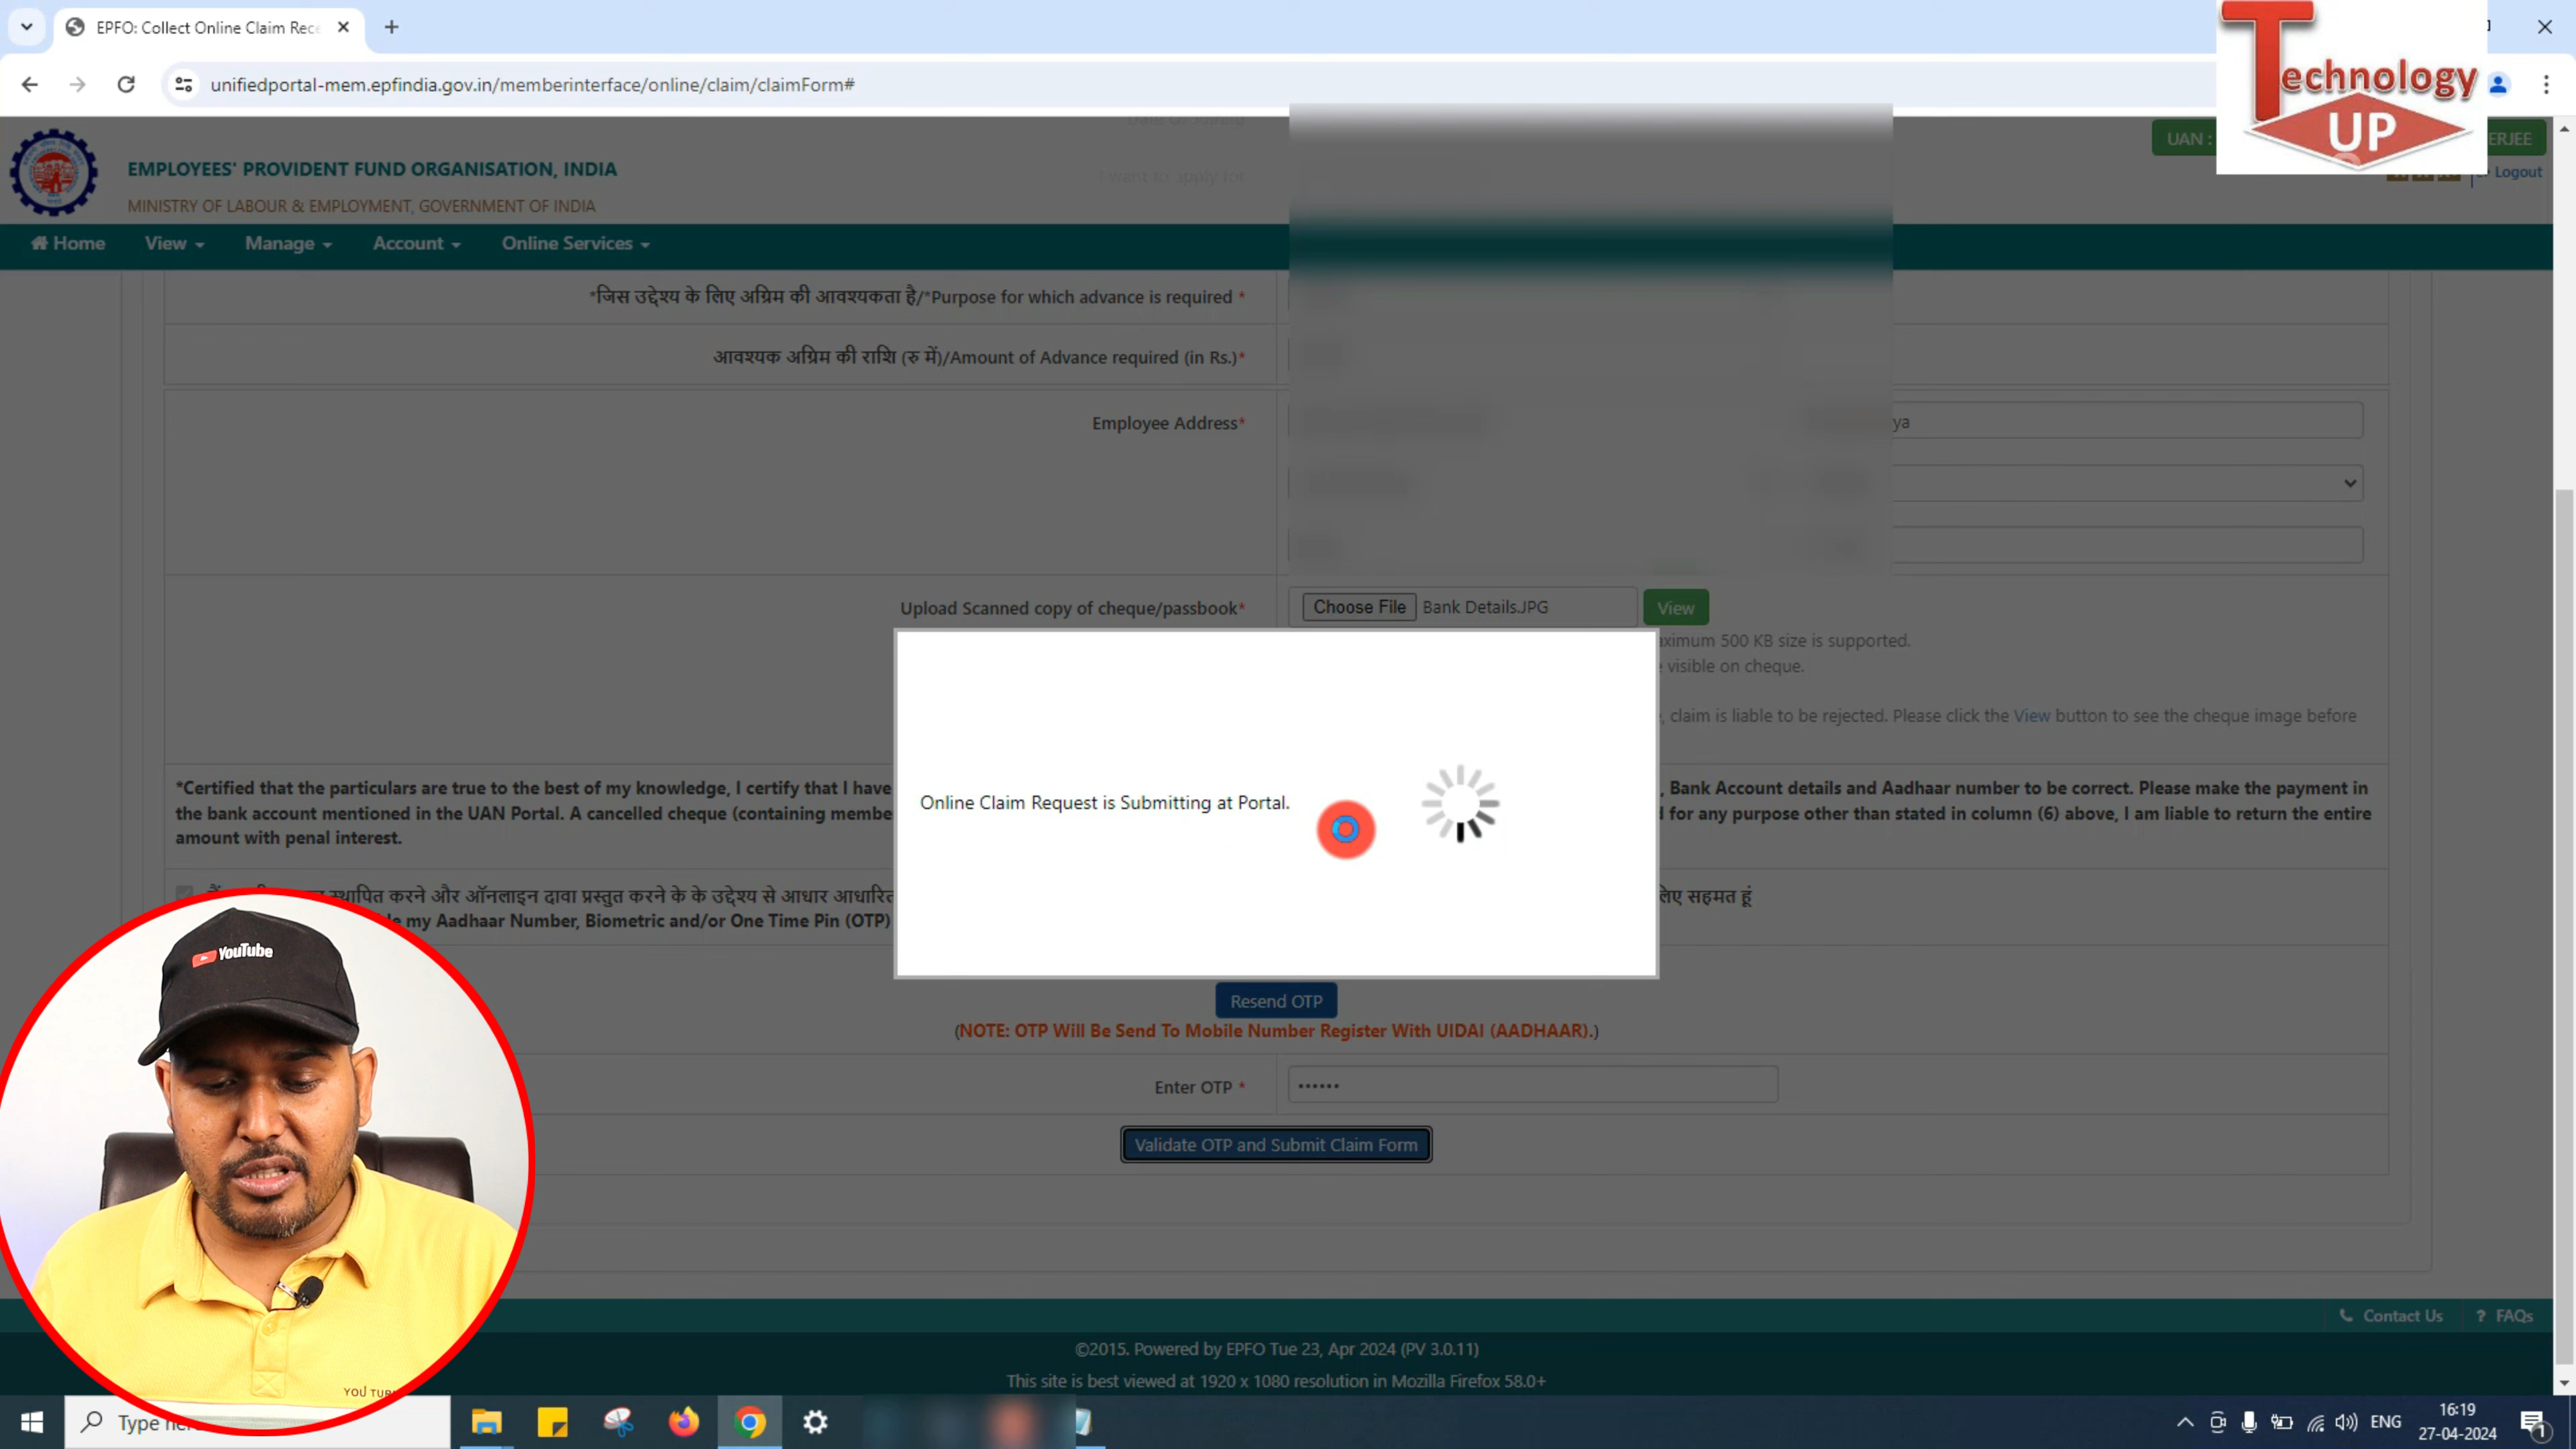 EPFO: Collect Online Claim Rece
unifiedportal-mem.epfindia.gov.in/memberinterface/online/claim/claimForm#
Technology
UP
EMPLOYEES' PROVIDENT FUND ORGANISATION, INDIA
MINISTRY OF LABOUR & EMPLOYMENT, GOVERNMENT OF INDIA
I want to apply for
UAN :
ERJEE
Logout
Home View Manage Account Online Services
*जिस उद्देश्य के लिए अग्रिम की आवश्यकता है/*Purpose for which advance is required *
आवश्यक अग्रिम की राशि (रु में)/Amount of Advance required (in Rs.)*
Employee Address*
ya
Upload Scanned copy of cheque/passbook*
Choose File Bank Details.JPG View
aximum 500 KB size is supported.
visible on cheque.
, claim is liable to be rejected. Please click the View button to see the cheque image before
*Certified that the particulars are true to the best of my knowledge, I certify that I have , Bank Account details and Aadhaar number to be correct. Please make the payment in
the bank account mentioned in the UAN Portal. A cancelled cheque (containing membe for any purpose other than stated in column (6) above, I am liable to return the entire
amount with penal interest.
Online Claim Request is Submitting at Portal.
स्थापित करने और ऑनलाइन दावा प्रस्तुत करने के के उद्देश्य से आधार आधारित लिए सहमत हूं
my Aadhaar Number, Biometric and/or One Time Pin (OTP)
Resend OTP
(NOTE: OTP Will Be Send To Mobile Number Register With UIDAI (AADHAAR).)
Enter OTP * ••••••
Validate OTP and Submit Claim Form
YouTube
YOU TUB
Contact Us ? FAQs
©2015. Powered by EPFO Tue 23, Apr 2024 (PV 3.0.11)
This site is best viewed at 1920 x 1080 resolution in Mozilla Firefox 58.0+
Type here
ENG
16:19
27-04-2024
1